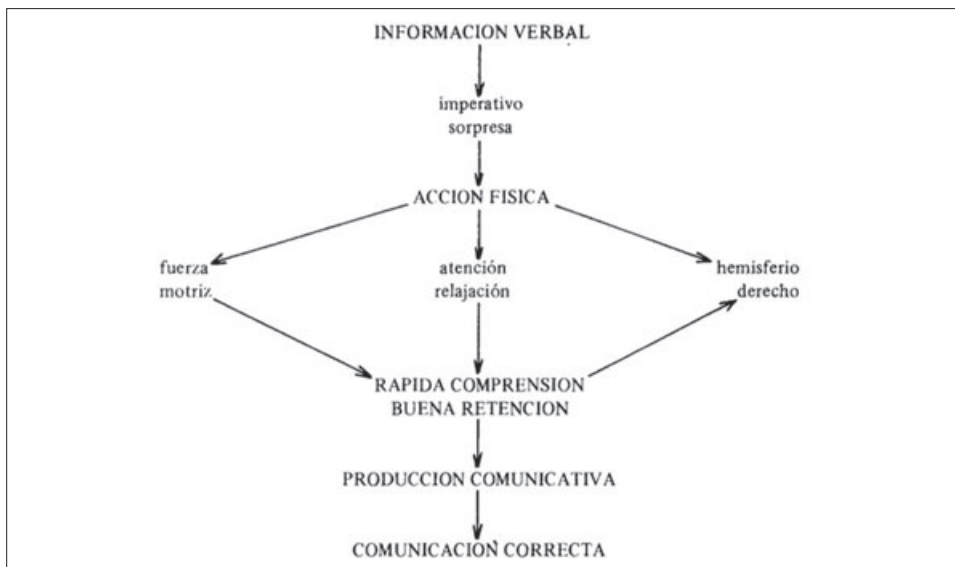 INFORMACION VERBAL
imperativo
sorpresa
ACCION FISICA
fuerza
motriz
atención
relajación
hemisferio
derecho
RAPIDA COMPRENSION
BUENA RETENCION
PRODUCCION COMUNICATIVA
COMUNICACION CORRECTA